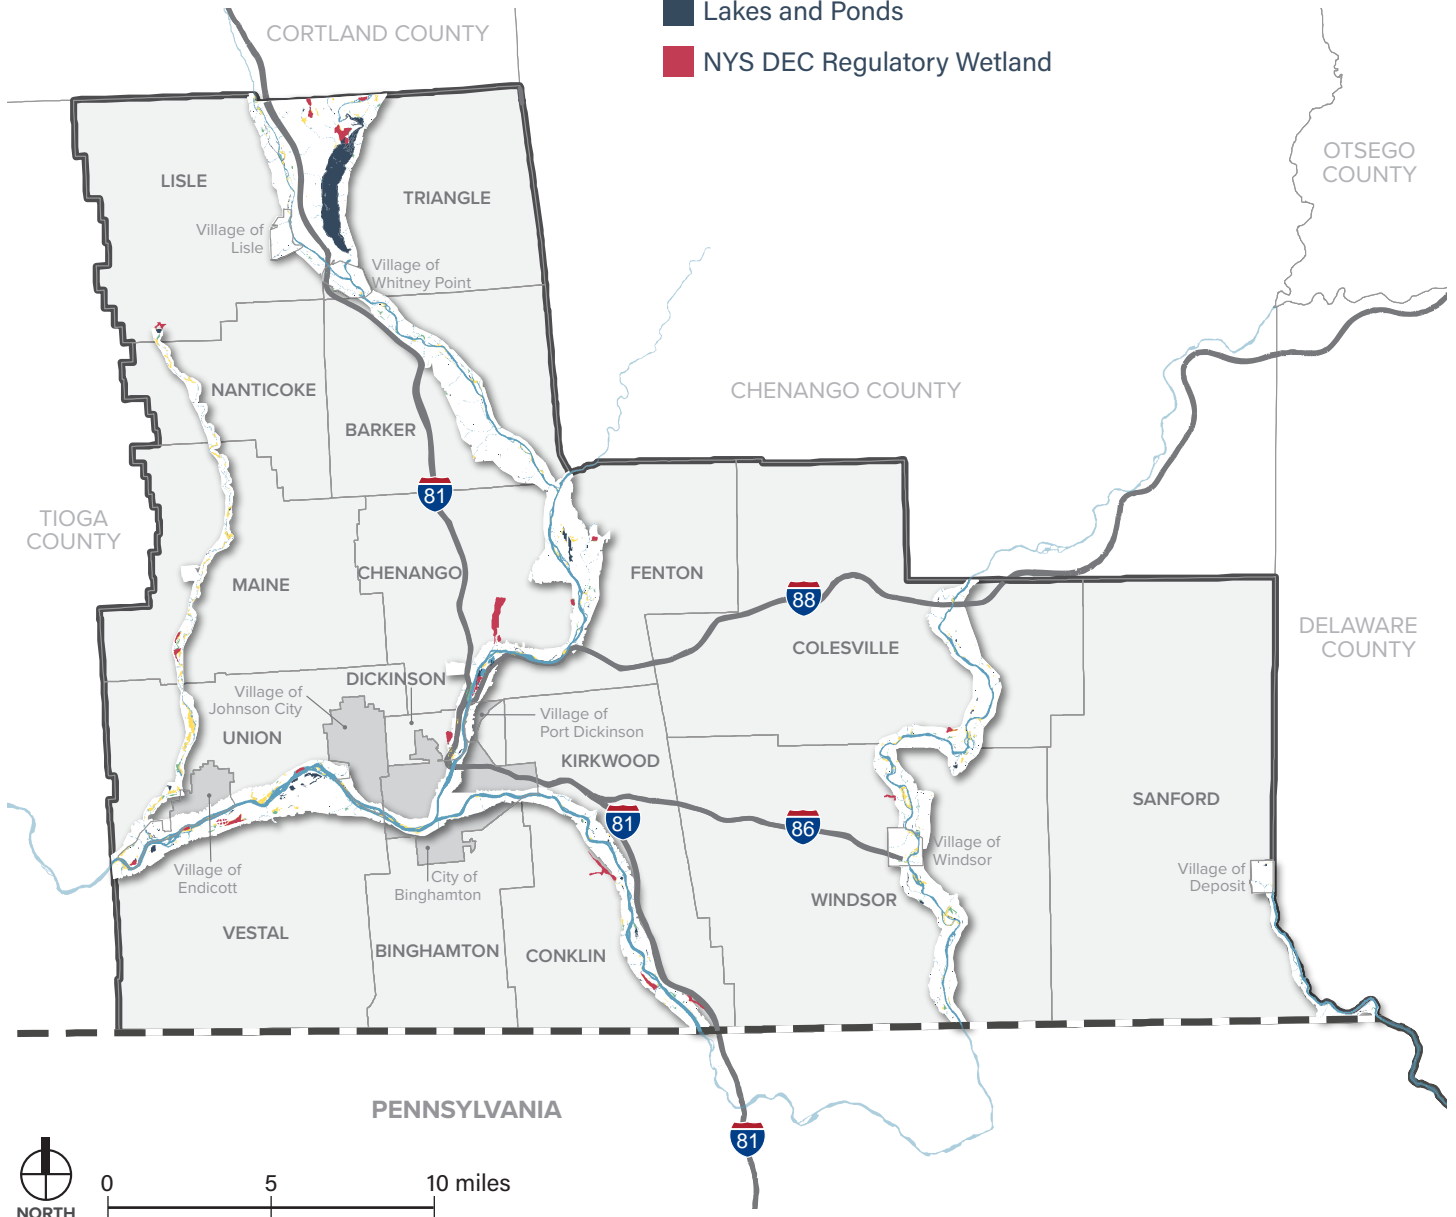 Lakes and Ponds
CORTLAND COUNTY
NYS DEC Regulatory Wetland
OTSEGO
COUNTY
LISLE
TRIANGLE
Village of
Lisle
Village of
Whitney Point
NANTICOKE
CHENANGO COUNTY
BARKER
81
TIOGA
COUNTY
MAINE
CHENANGO
FENTON
88
COLESVILLE
DELAWARE
COUNTY
DICKINSON
Village of
Johnson City
Village of
Port Dickinson
UNION
KIRKWOOD
SANFORD
81
86
Village of
Windsor
Village of
Endicott
City of
Binghamton
Village of
Deposit
WINDSOR
VESTAL
BINGHAMTON
CONKLIN
PENNSYLVANIA
81
0 5 10 miles
NORTH